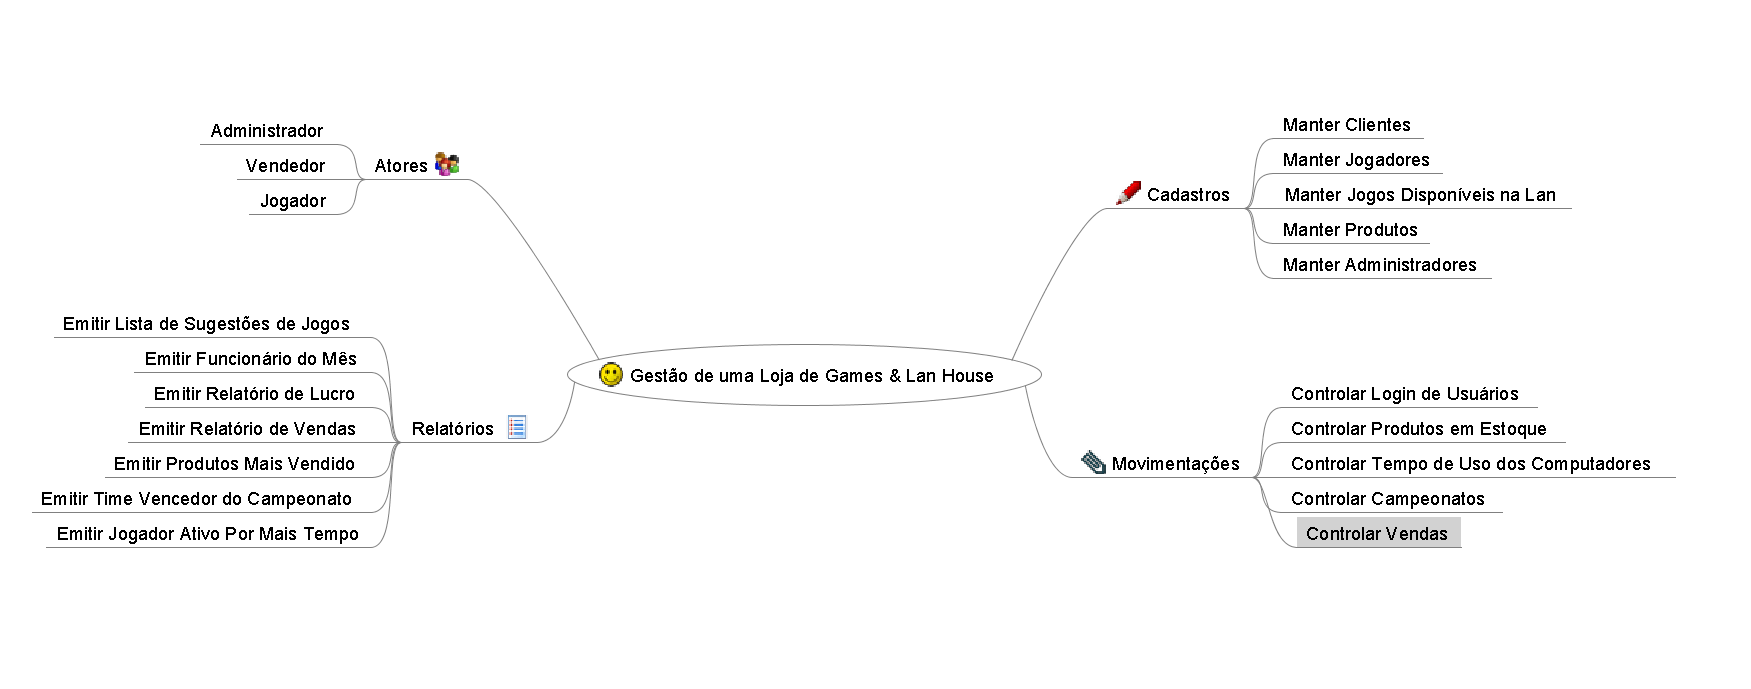 Gestão de uma Loja de Games & Lan House
Atores
Administrador
Vendedor
Jogador
Relatórios
Emitir Lista de Sugestões de Jogos
Emitir Funcionário do Mês
Emitir Relatório de Lucro
Emitir Relatório de Vendas
Emitir Produtos Mais Vendido
Emitir Time Vencedor do Campeonato
Emitir Jogador Ativo Por Mais Tempo
Cadastros
Manter Clientes
Manter Jogadores
Manter Jogos Disponíveis na Lan
Manter Produtos
Manter Administradores
Movimentações
Controlar Login de Usuários
Controlar Produtos em Estoque
Controlar Tempo de Uso dos Computadores
Controlar Campeonatos
Controlar Vendas